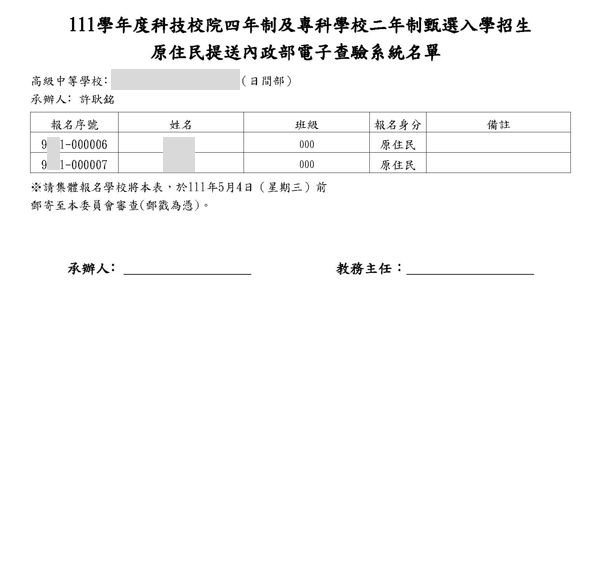 111學年度科技校院四年制及專科學校二年制甄選入學招生
原住民提送內政部電子查驗系統名單
高級中等學校: (日間部)
承辦人: 許耿銘
報名序號 姓名 班級 報名身分 備註
9 1-000006 000 原住民
9 1-000007 000 原住民
※請集體報名學校將本表，於111年5月4日（星期三）前
郵寄至本委員會審查(郵戳為憑)。
承辦人: 教務主任：